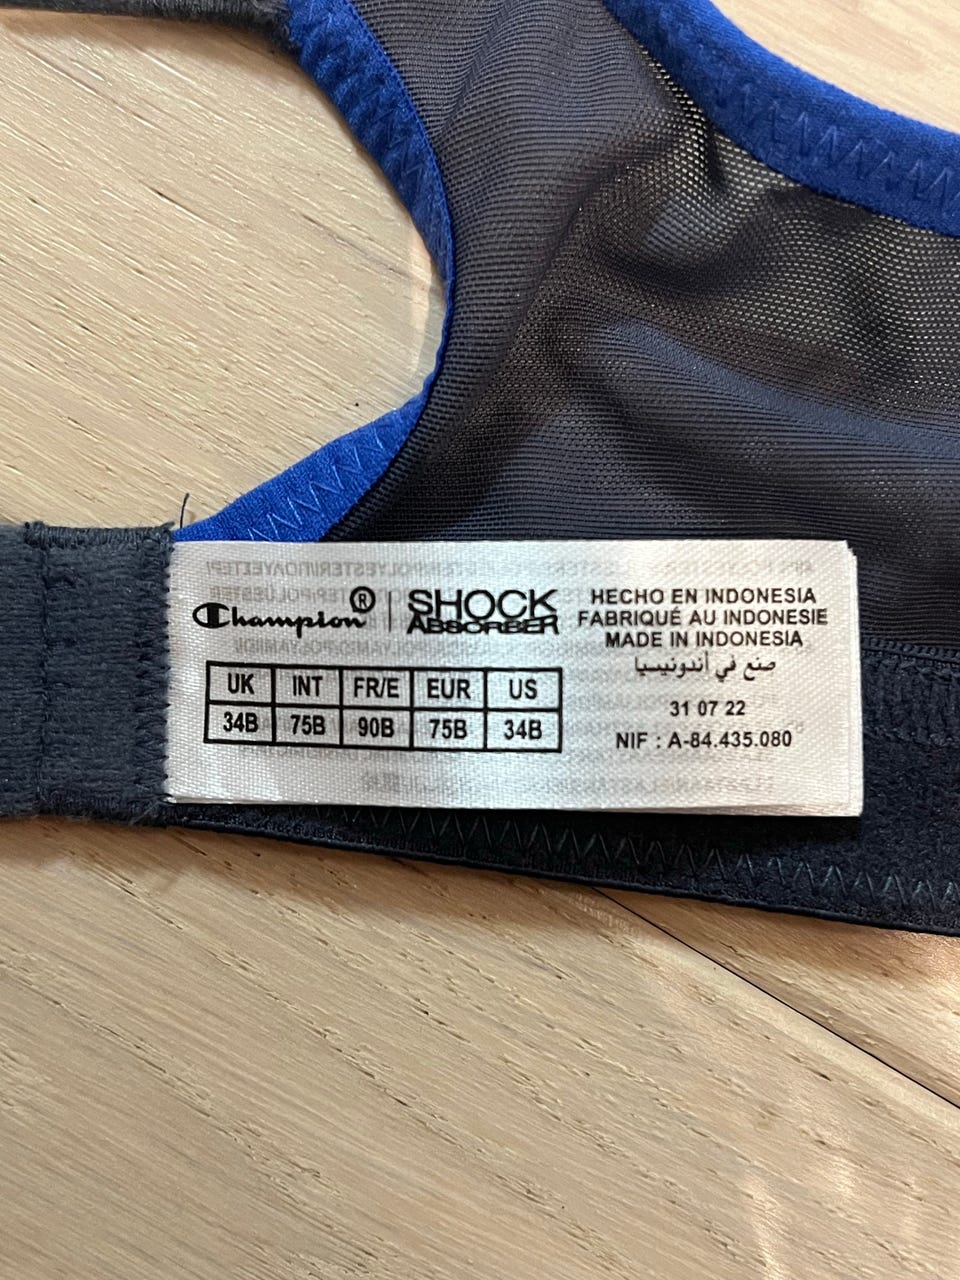 Champion® | SHOCK ABSORBER
UK INT FR/E EUR US
34B 75B 90B 75B 34B
HECHO EN INDONESIA
FABRIQUÉ AU INDONESIE
MADE IN INDONESIA
صنع في أندونيسيا
31 07 22
NIF : A-84.435.080